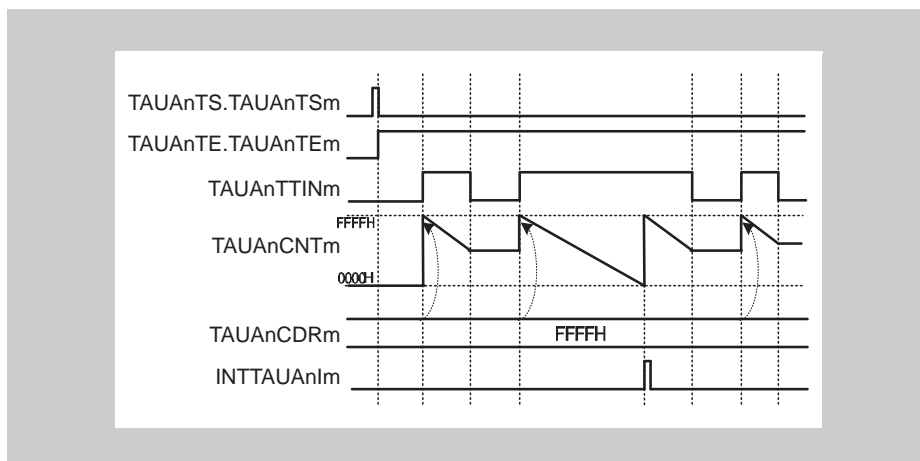 TAUAnTS.TAUAnTSm
TAUAnTE.TAUAnTEm
TAUAnTTINm
FFFFH
TAUAnCNTm
0000H
TAUAnCDRm
FFFFH
INTTAUAnIm